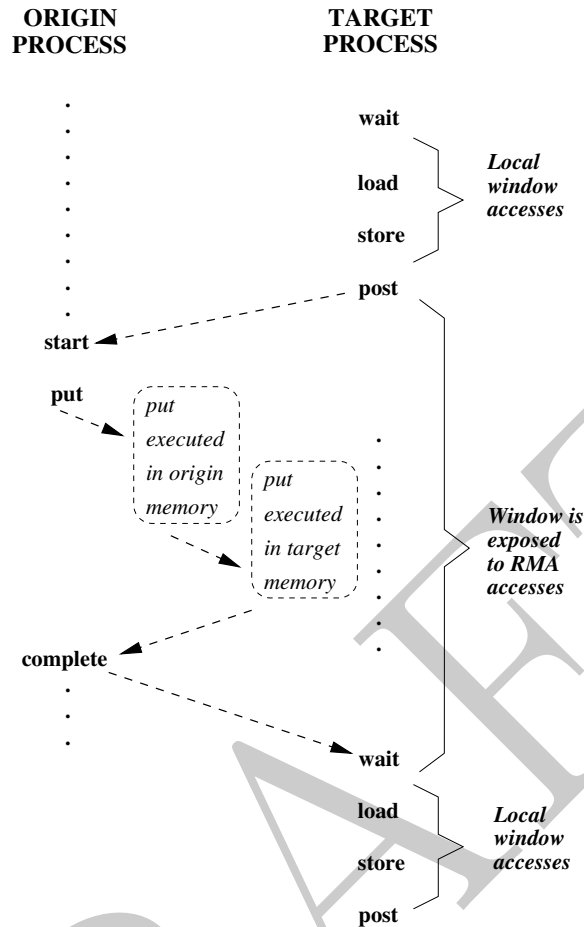 ORIGIN
PROCESS
TARGET
PROCESS
wait
load
store
Local
window
accesses
post
start
put
put
executed
in origin
memory
put
executed
in target
memory
Window is
exposed
to RMA
accesses
complete
wait
load
store
Local
window
accesses
post